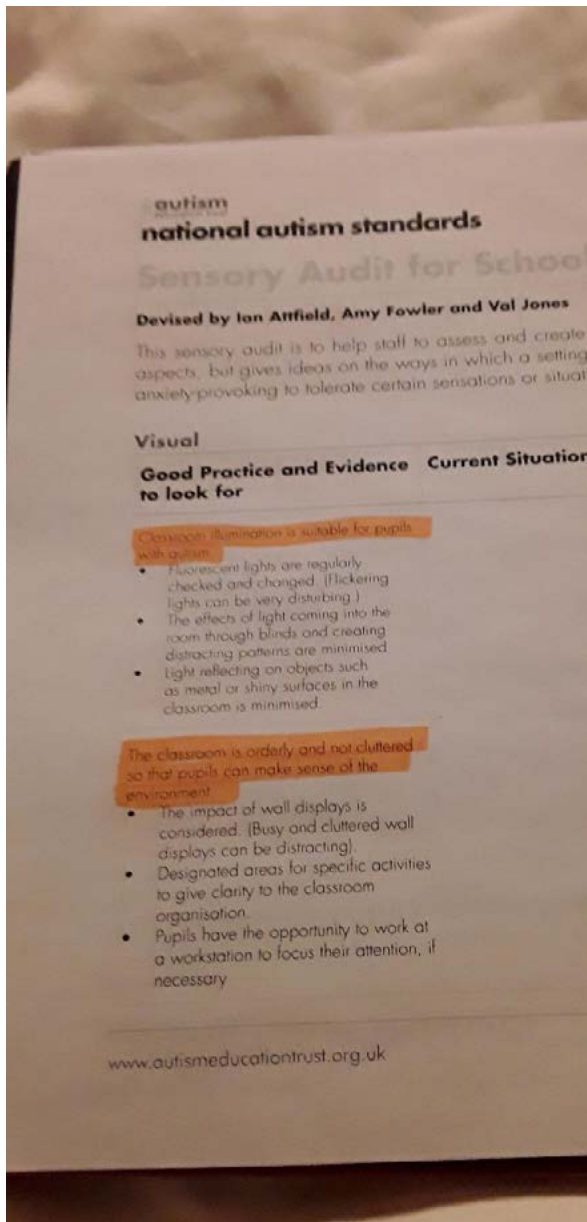 autism
national autism standards
Sensory Audit for School
Devised by Ian Attfield, Amy Fowler and Val Jones
This sensory audit is to help staff to assess and create
aspects, but gives ideas on the ways in which a setting
anxiety-provoking to tolerate certain sensations or situat
Visual
Good Practice and Evidence Current Situation
to look for
Classroom illumination is suitable for pupils
with autism.
• Fluorescent lights are regularly
checked and changed. (Flickering
lights can be very disturbing.)
• The effects of light coming into the
room through blinds and creating
distracting patterns are minimised
• Light reflecting on objects such
as metal or shiny surfaces in the
classroom is minimised.
The classroom is orderly and not cluttered
so that pupils can make sense of the
environment
• The impact of wall displays is
considered. (Busy and cluttered wall
displays can be distracting).
• Designated areas for specific activities
to give clarity to the classroom
organisation.
• Pupils have the opportunity to work at
a workstation to focus their attention, if
necessary
www.autismeducationtrust.org.uk